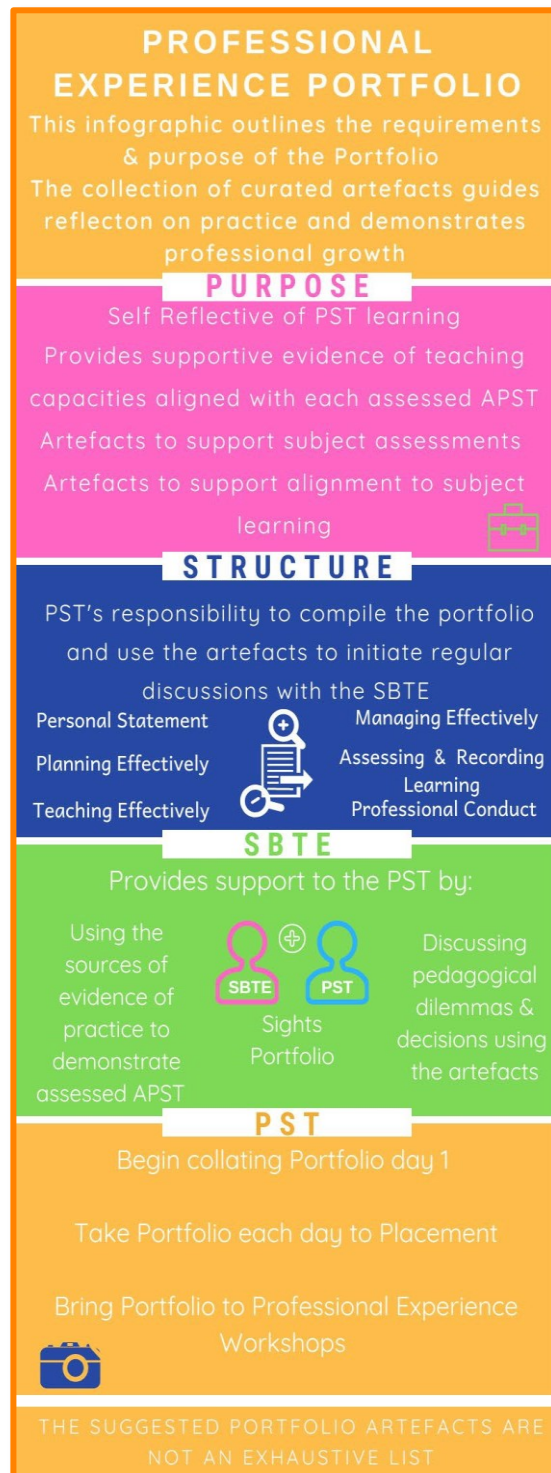 PROFESSIONAL
EXPERIENCE PORTFOLIO
This infographic outlines the requirements
& purpose of the Portfolio
The collection of curated artefacts guides
reflecton on practice and demonstrates
professional growth
PURPOSE
Self Reflective of PST learning
Provides supportive evidence of teaching
capacities aligned with each assessed APST
Artefacts to support subject assessments
Artefacts to support alignment to subject
learning
STRUCTURE
PST's responsibility to compile the portfolio
and use the artefacts to initiate regular
discussions with the SBTE
Personal Statement
Planning Effectively
Teaching Effectively
Managing Effectively
Assessing & Recording
Learning
Professional Conduct
SBTE
Provides support to the PST by:
Using the
sources of
evidence of
practice to
demonstrate
assessed APST
SBTE
PST
Sights
Portfolio
Discussing
pedagogical
dilemmas &
decisions using
the artefacts
PST
Begin collating Portfolio day 1
Take Portfolio each day to Placement
Bring Portfolio to Professional Experience
Workshops
THE SUGGESTED PORTFOLIO ARTEFACTS ARE
NOT AN EXHAUSTIVE LIST